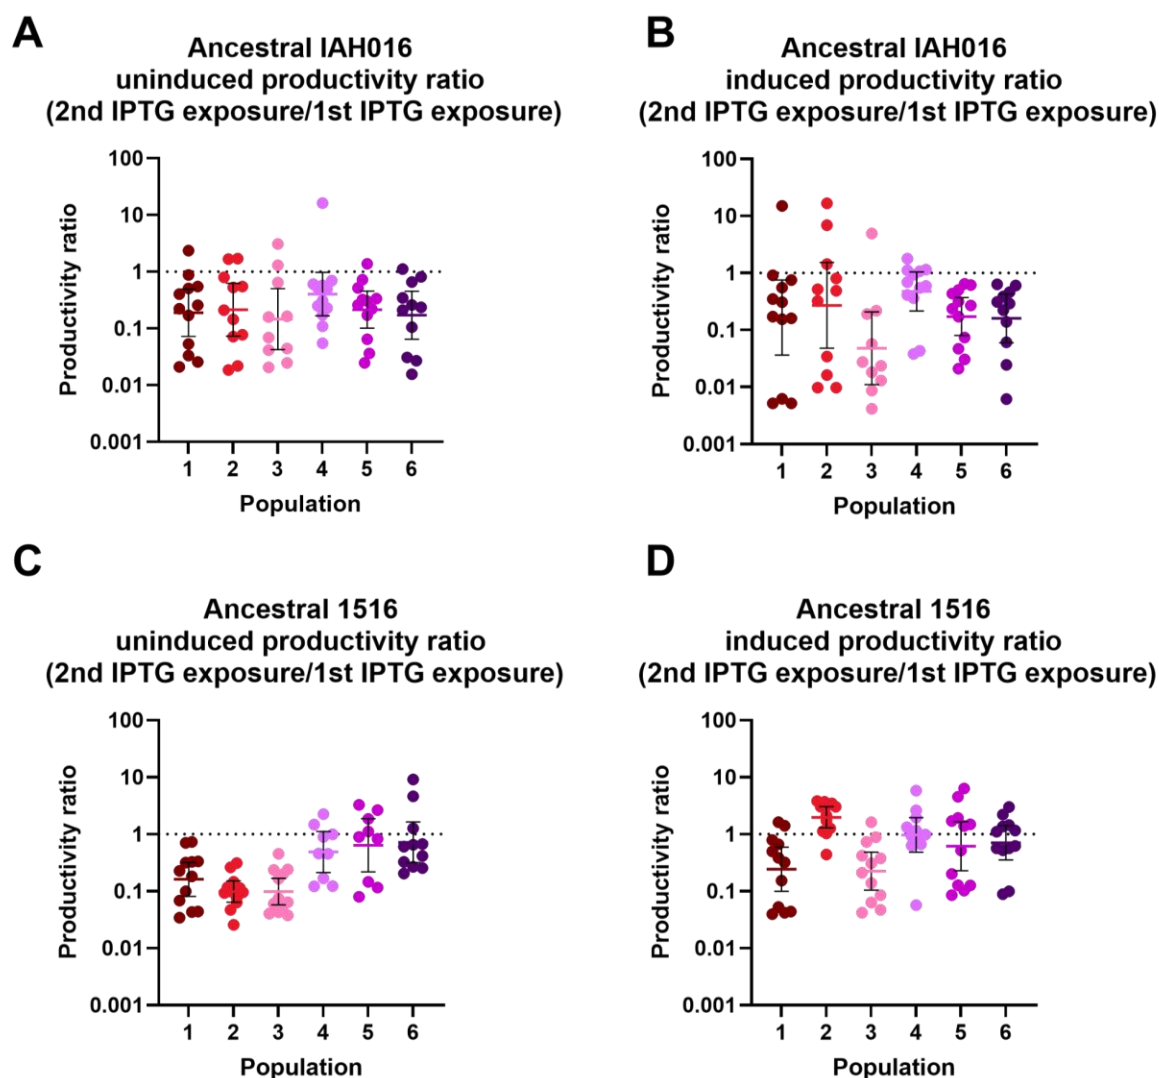 A
Ancestral IAH016
uninduced productivity ratio
(2nd IPTG exposure/1st IPTG exposure)
Productivity ratio
100
10
1
0.1
0.01
0.001
1 2 3 4 5 6
Population
B
Ancestral IAH016
induced productivity ratio
(2nd IPTG exposure/1st IPTG exposure)
Productivity ratio
100
10
1
0.1
0.01
0.001
1 2 3 4 5 6
Population
C
Ancestral 1516
uninduced productivity ratio
(2nd IPTG exposure/1st IPTG exposure)
Productivity ratio
100
10
1
0.1
0.01
0.001
1 2 3 4 5 6
Population
D
Ancestral 1516
induced productivity ratio
(2nd IPTG exposure/1st IPTG exposure)
Productivity ratio
100
10
1
0.1
0.01
0.001
1 2 3 4 5 6
Population